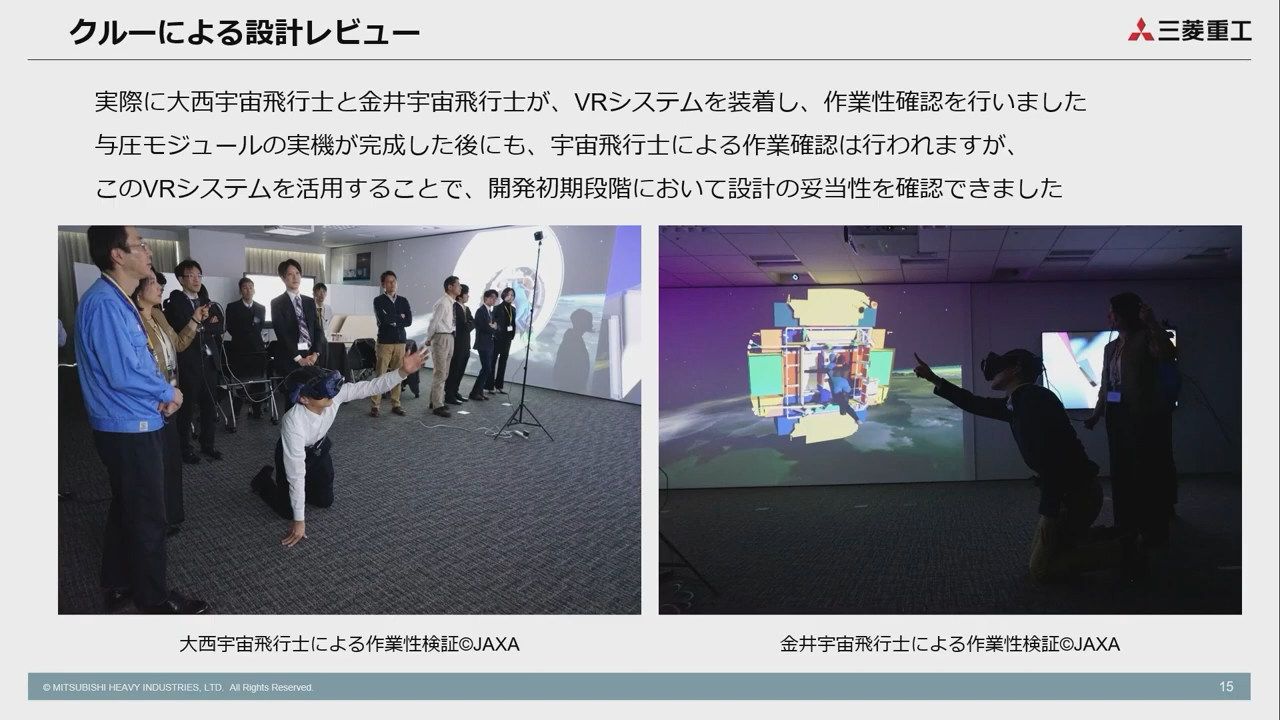 クルーによる設計レビュー
三菱重工
実際に大西宇宙飛行士と金井宇宙飛行士が、VRシステムを装着し、作業性確認を行いました
与圧モジュールの実機が完成した後にも、宇宙飛行士による作業確認は行われますが、
このVRシステムを活用することで、開発初期段階において設計の妥当性を確認できました
大西宇宙飛行士による作業性検証©JAXA
金井宇宙飛行士による作業性検証©JAXA
© MITSUBISHI HEAVY INDUSTRIES, LTD. All Rights Reserved.
15